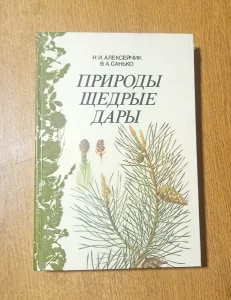 Н. И. АЛЕКСЕЙЧИК
В. А. САНЬКО
ПРИРОДЫ
ЩЕДРЫЕ
ДАРЫ